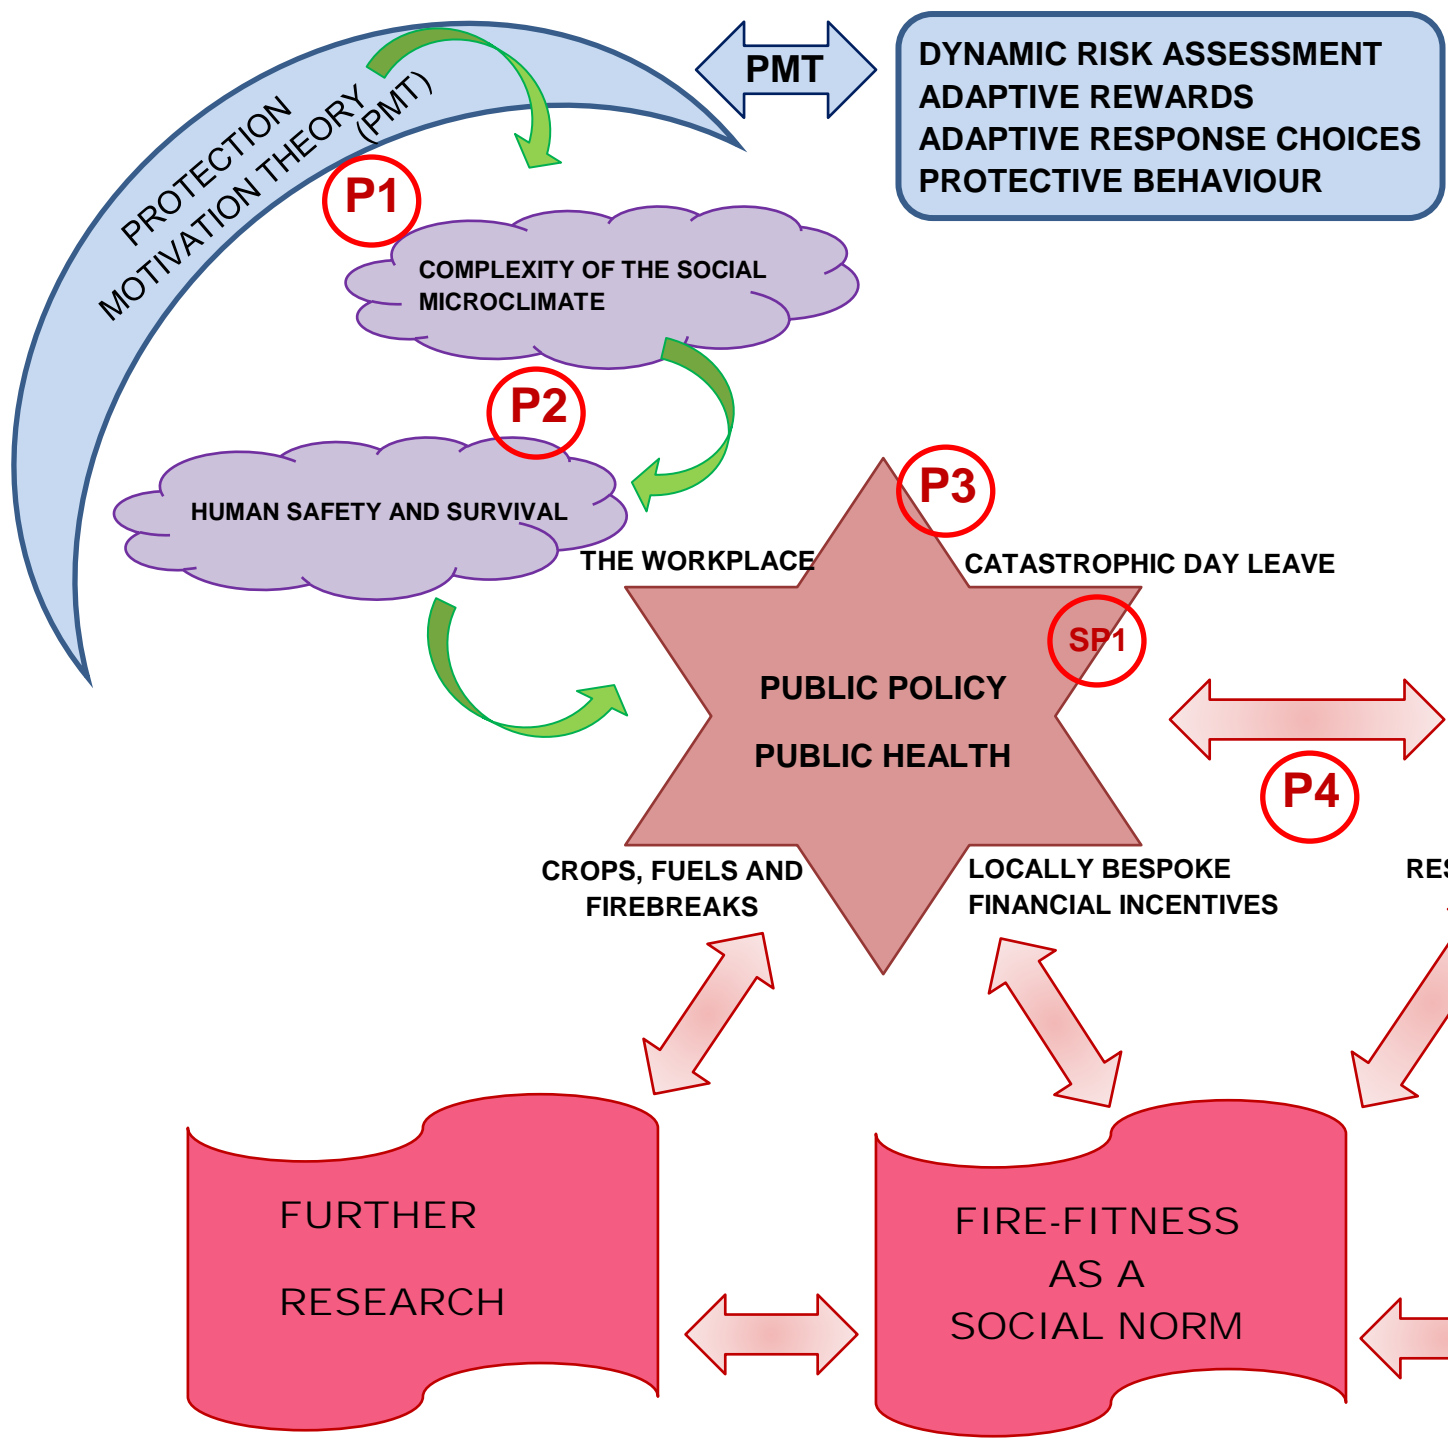 PROTECTION
MOTIVATION THEORY
(PMT)
PMT
DYNAMIC RISK ASSESSMENT
ADAPTIVE REWARDS
ADAPTIVE RESPONSE CHOICES
PROTECTIVE BEHAVIOUR
P1
COMPLEXITY OF THE SOCIAL
MICROCLIMATE
P2
HUMAN SAFETY AND SURVIVAL
P3
THE WORKPLACE
CATASTROPHIC DAY LEAVE
SP1
PUBLIC POLICY
PUBLIC HEALTH
P4
CROPS, FUELS AND
FIREBREAKS
LOCALLY BESPOKE
FINANCIAL INCENTIVES
RES
FURTHER
RESEARCH
FIRE-FITNESS
AS A
SOCIAL NORM